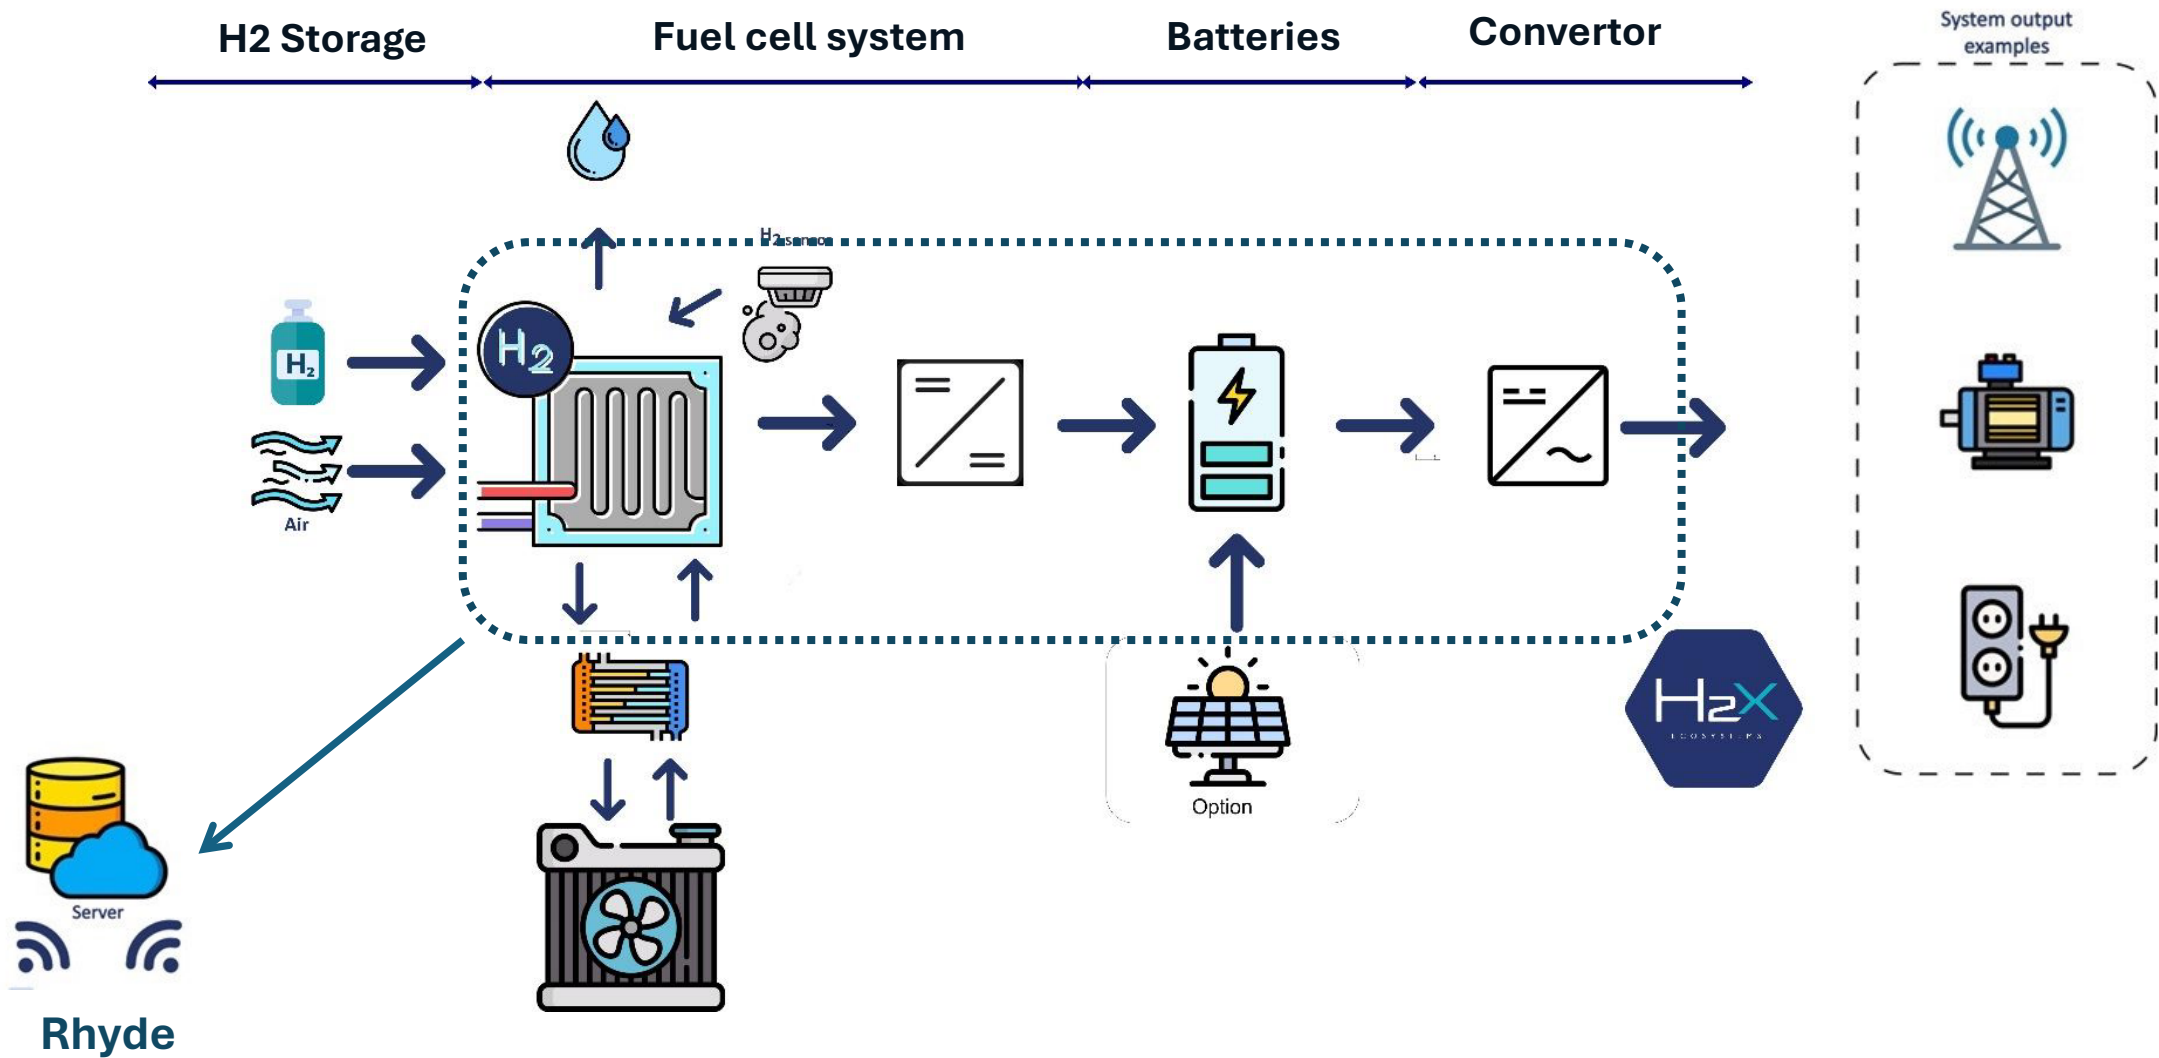 H2 Storage
Fuel cell system
Batteries
Convertor
System output
examples
H2 sensor
H2
H2
Air
Option
H2X
ECOSYSTEMS
Server
Rhyde